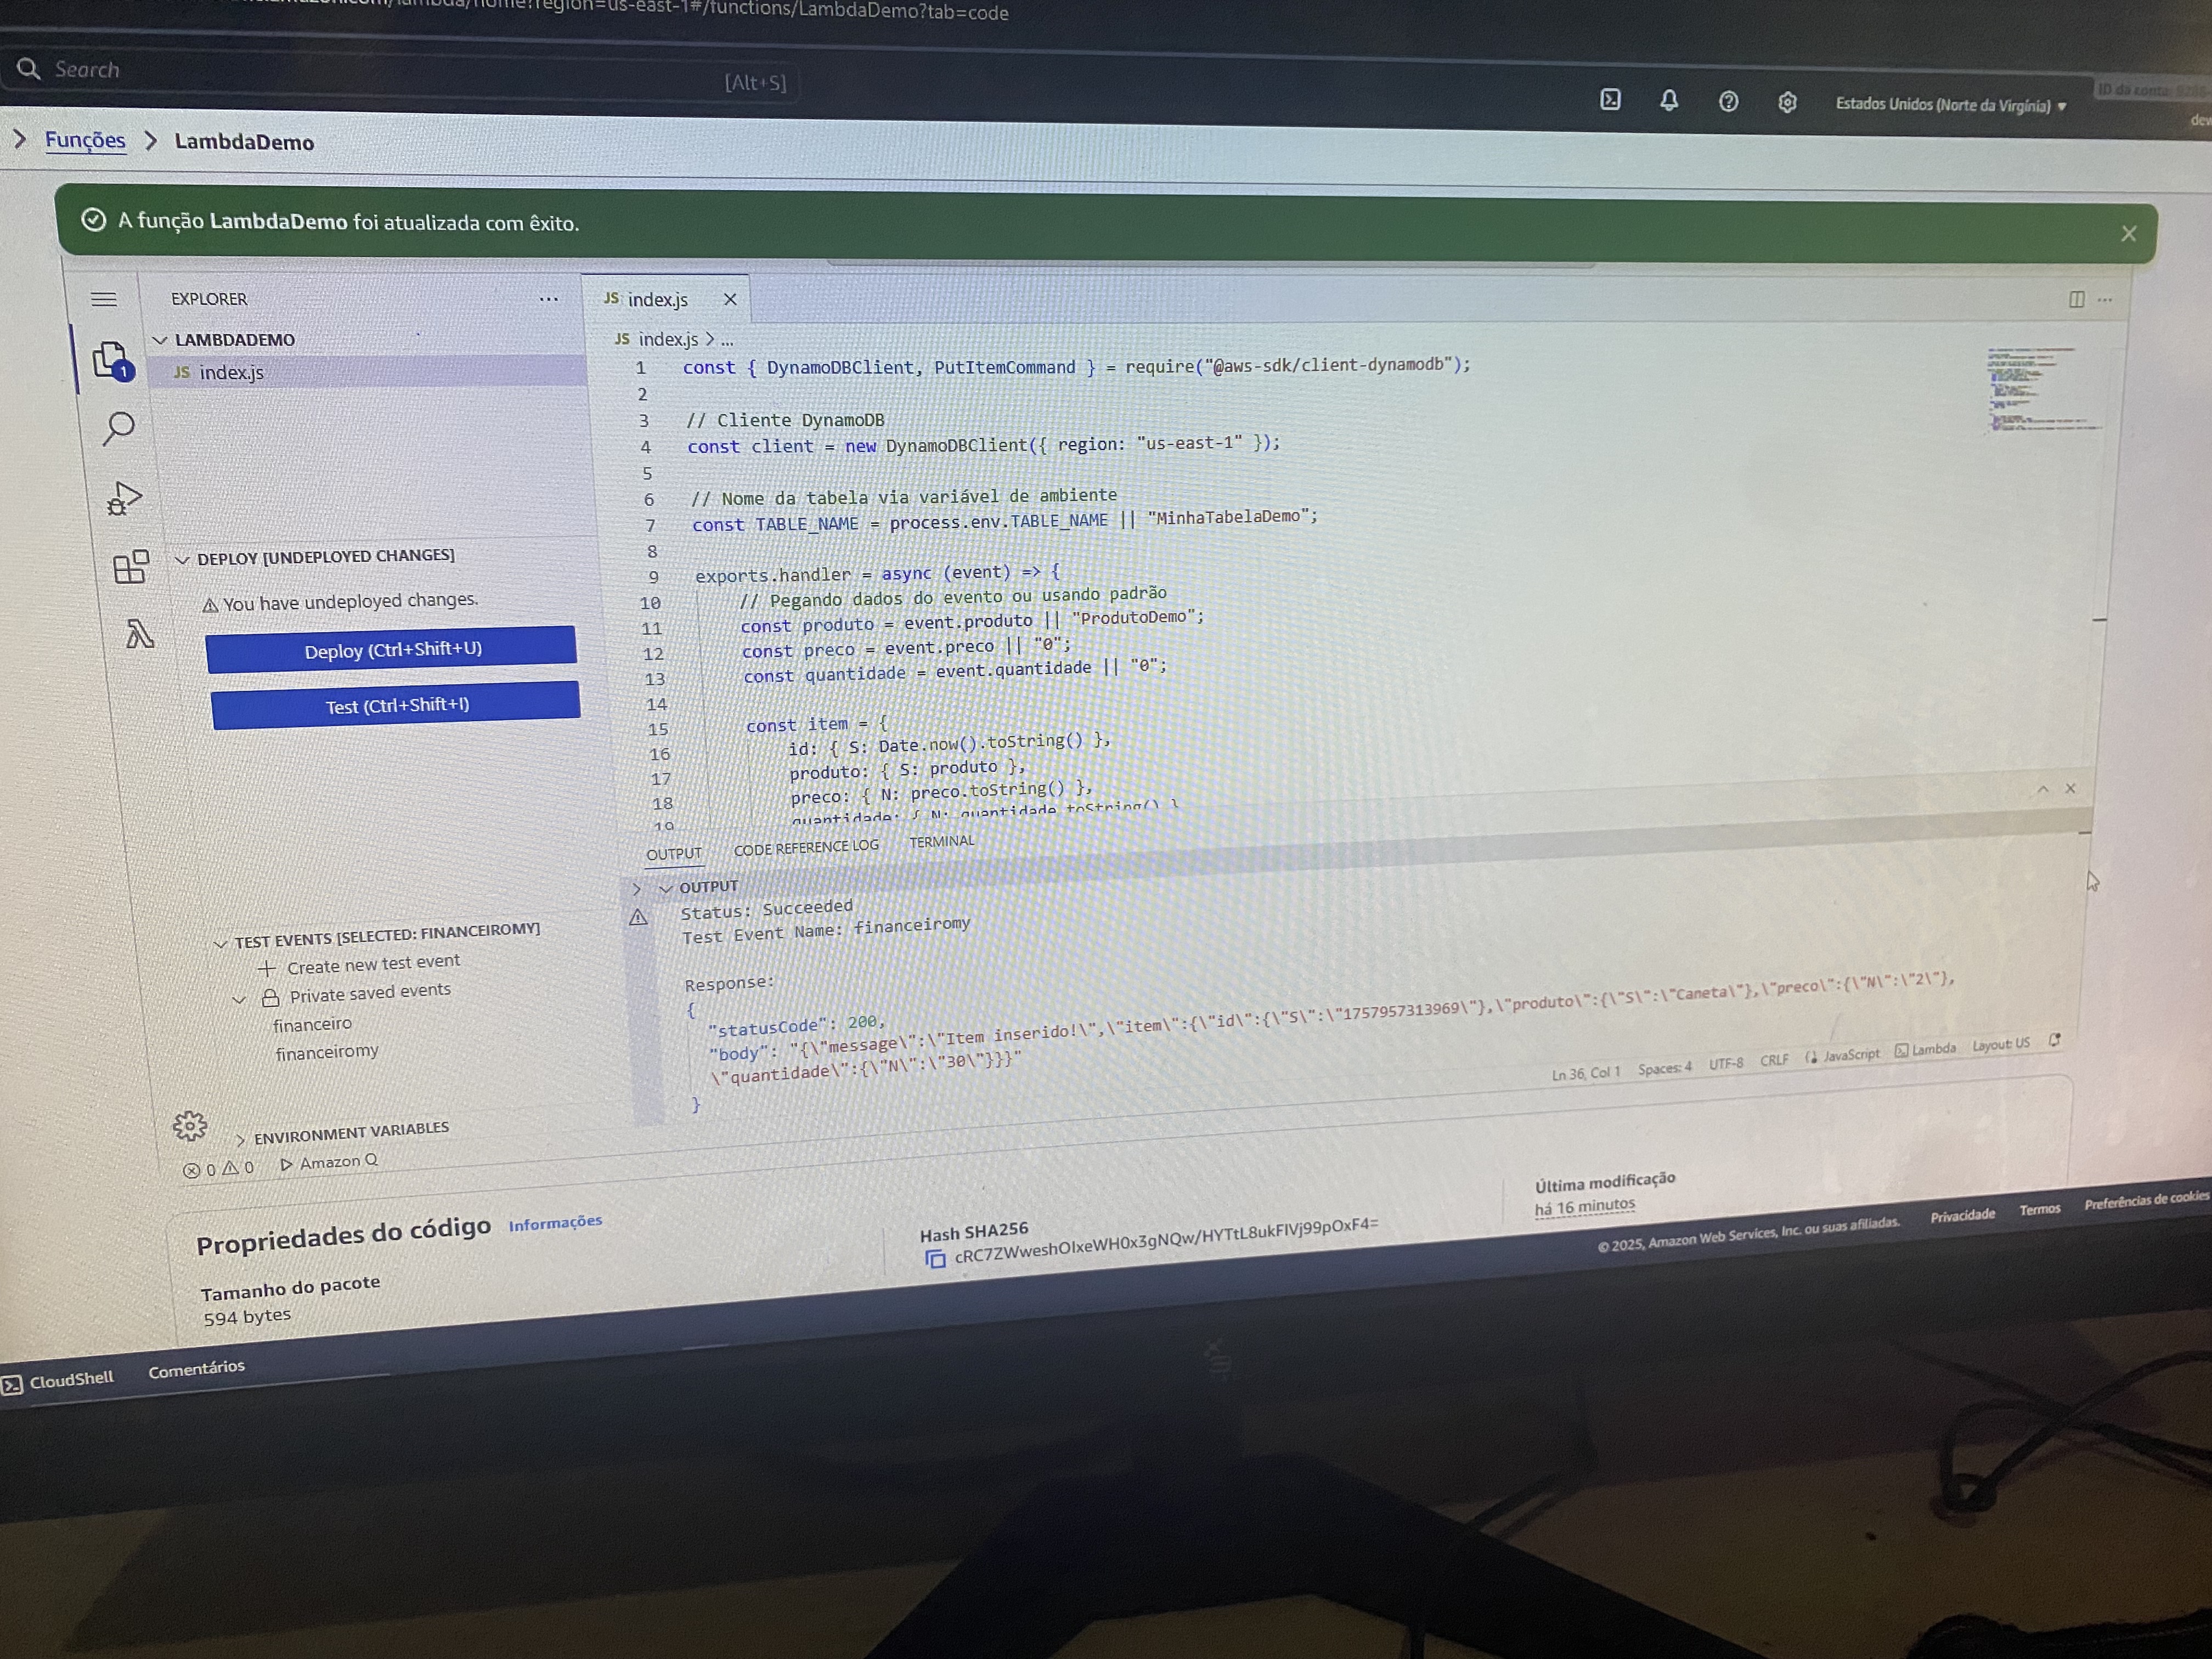 /lambda/home?region=us-east-1#/functions/LambdaDemo?tab=code
Search
[Alt+S]
Estados Unidos (Norte da Virgínia)
ID da conta:
Funções > LambdaDemo
A função LambdaDemo foi atualizada com êxito.
EXPLORER
LAMBDADEMO
JS index.js
DEPLOY [UNDEPLOYED CHANGES]
You have undeployed changes.
Deploy (Ctrl+Shift+U)
Test (Ctrl+Shift+I)
TEST EVENTS [SELECTED: FINANCEIROMY]
Create new test event
Private saved events
financeiro
financeiromy
ENVIRONMENT VARIABLES
0 0 Amazon Q
JS index.js
JS index.js > ...
1 const { DynamoDBClient, PutItemCommand } = require("@aws-sdk/client-dynamodb");
2
3 // Cliente DynamoDB
4 const client = new DynamoDBClient({ region: "us-east-1" });
5
6 // Nome da tabela via variável de ambiente
7 const TABLE_NAME = process.env.TABLE_NAME || "MinhaTabelaDemo";
8
9 exports.handler = async (event) => {
10 // Pegando dados do evento ou usando padrão
11 const produto = event.produto || "ProdutoDemo";
12 const preco = event.preco || "0";
13 const quantidade = event.quantidade || "0";
14
15 const item = {
16 id: { S: Date.now().toString() },
17 produto: { S: produto },
18 preco: { N: preco.toString() },
19 quantidade: { N: quantidade.toString() }
OUTPUT CODE REFERENCE LOG TERMINAL
OUTPUT
Status: Succeeded
Test Event Name: financeiromy
Response:
{
"statusCode": 200,
"body": "{\"message\":\"Item inserido!\",\"item\":{\"id\":{\"S\":\"1757957313969\"},\"produto\":{\"S\":\"Caneta\"},\"preco\":{\"N\":\"2\"},
\"quantidade\":{\"N\":\"30\"}}}"
}
Ln 36, Col 1 Spaces: 4 UTF-8 CRLF JavaScript Lambda Layout: US
Propriedades do código Informações
Tamanho do pacote
594 bytes
Hash SHA256
cRC7ZWweshOIxeWH0x3gNQw/HYTtL8ukFIVj99pOxF4=
Última modificação
há 16 minutos
CloudShell Comentários
© 2025, Amazon Web Services, Inc. ou suas afiliadas. Privacidade Termos Preferências de cookies